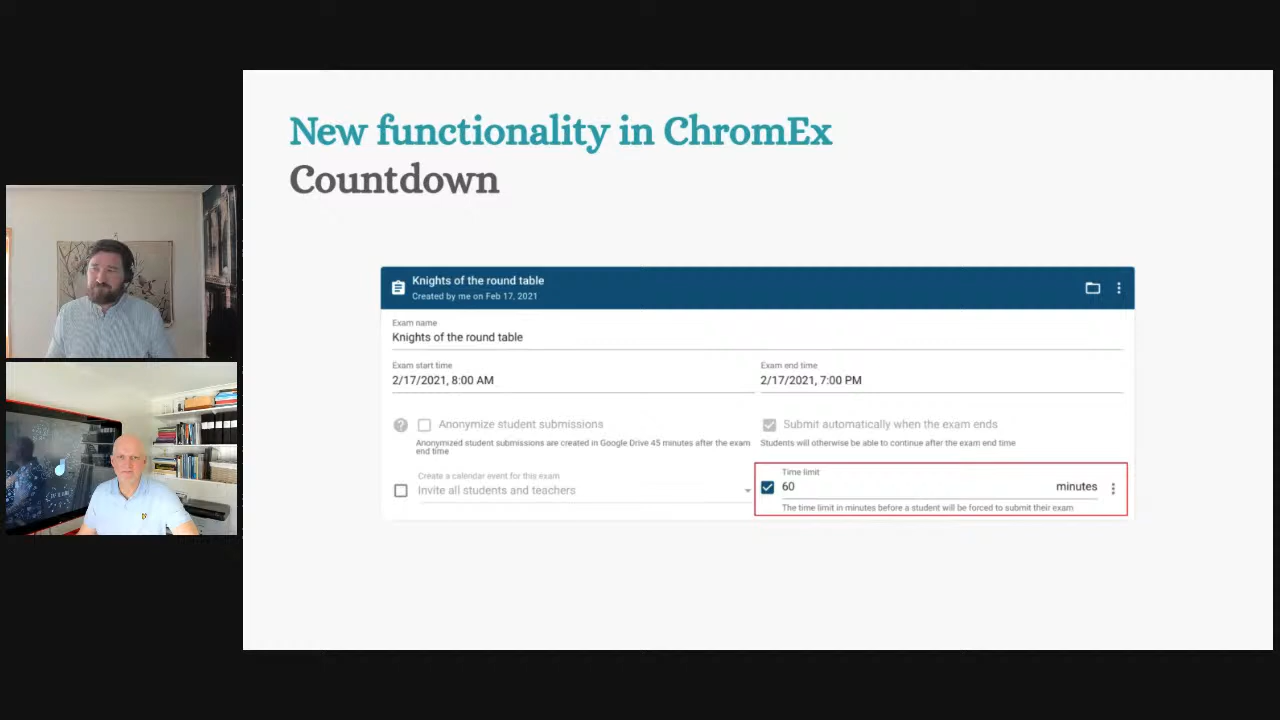 New functionality in ChromEx
Countdown
Knights of the round table
Created by me on Feb 17, 2021
Exam name
Knights of the round table
Exam start time
2/17/2021, 8:00 AM
Exam end time
2/17/2021, 7:00 PM
Anonymize student submissions
Anonymized student submissions are created in Google Drive 45 minutes after the exam
end time
Submit automatically when the exam ends
Students will otherwise be able to continue after the exam end time
Create a calendar event for this exam
Invite all students and teachers
Time limit
60
minutes
The time limit in minutes before a student will be forced to submit their exam